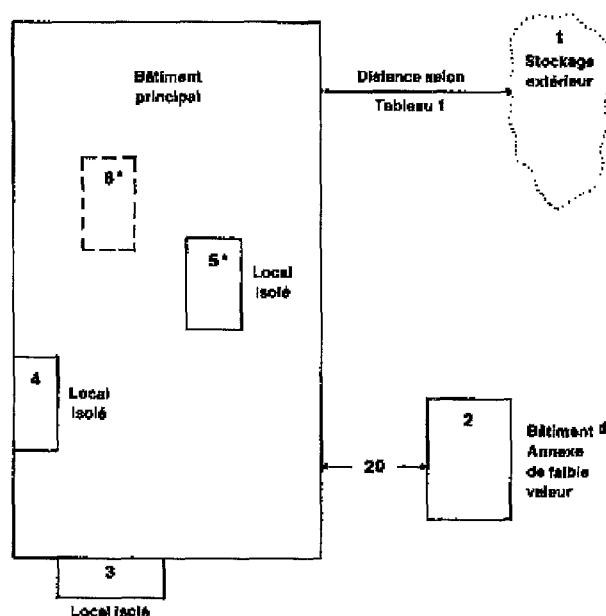 1
Stockage
extérieur
Bâtiment
principal
Distance selon
Tableau 1
6*
5*
Local
isolé
4
Local
isolé
2
20
Bâtiment d
Annexe
de faible
valeur
3
Local isolé